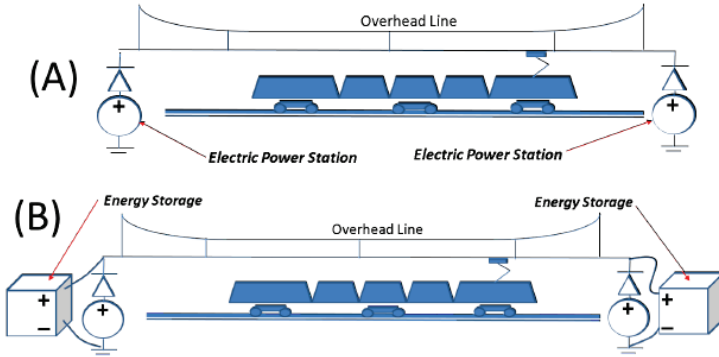 Overhead Line
(A)
+
+
Electric Power Station
Electric Power Station
(B)
Energy Storage
Energy Storage
Overhead Line
+
+
+
+
−
−